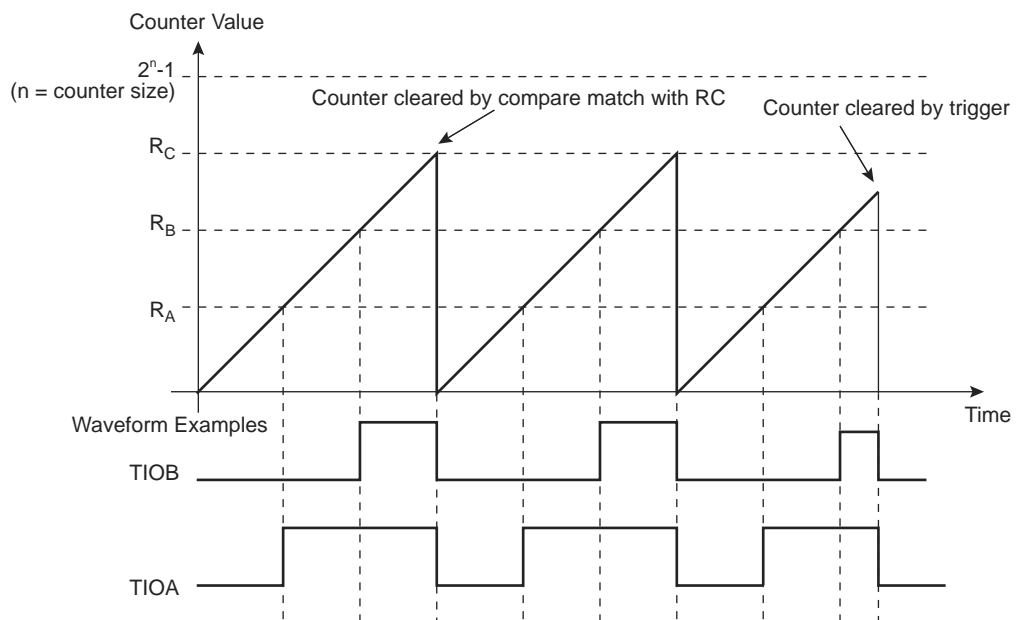 Counter Value
2ⁿ-1
(n = counter size)
Counter cleared by compare match with RC
Counter cleared by trigger
R_C
R_B
R_A
Time
Waveform Examples
TIOB
TIOA